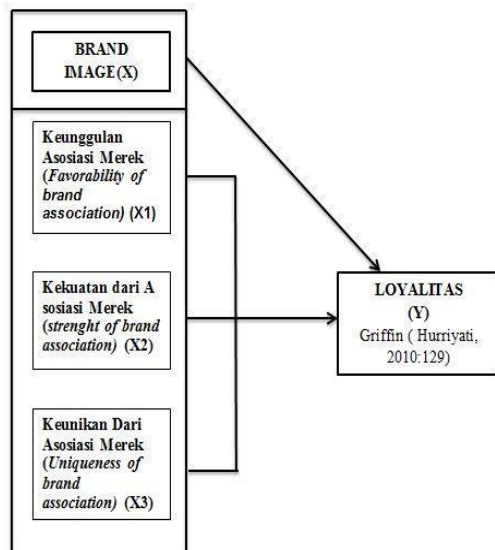 BRAND
IMAGE(X)
Keunggulan
Asosiasi Merek
(Favorability of
brand
association) (X1)
Kekuatan dari A
sosiasi Merek
(strenght of brand
association) (X2)
Keunikan Dari
Asosiasi Merek
(Uniqueness of
brand
association) (X3)
LOYALITAS
(Y)
Griffin ( Hurriyati,
2010:129)